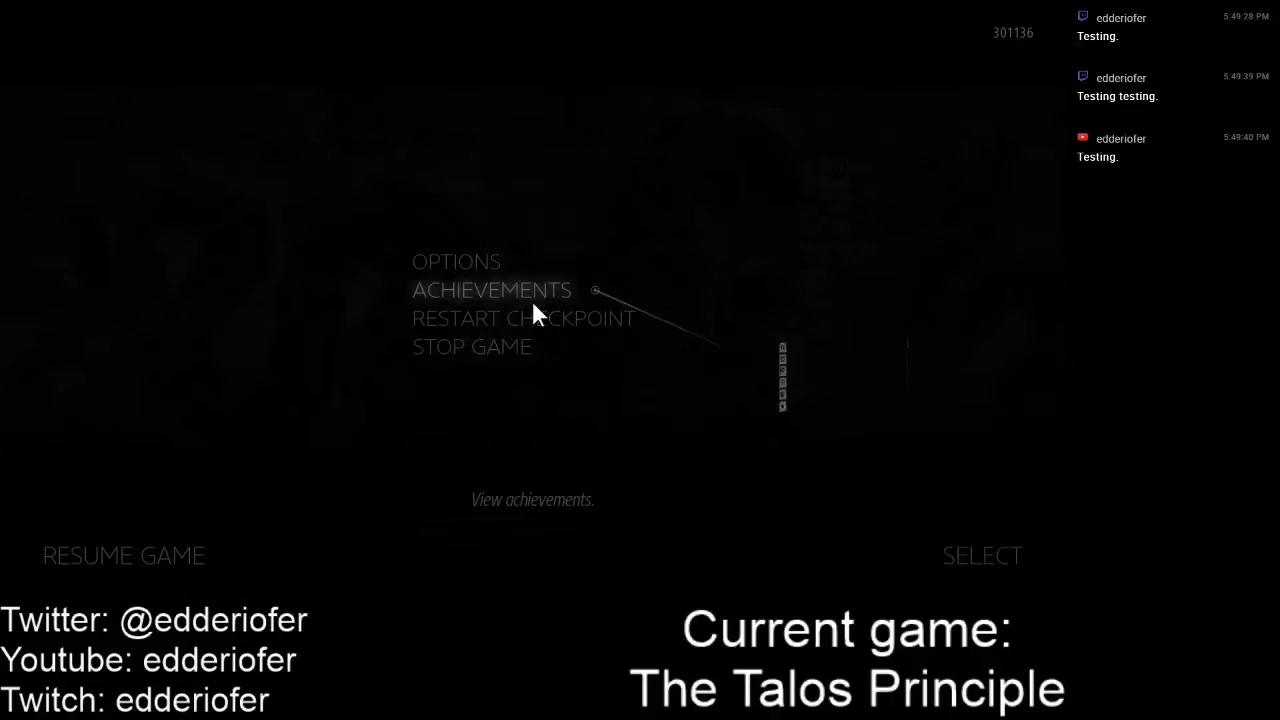 301136
OPTIONS
ACHIEVEMENTS
RESTART CHECKPOINT
STOP GAME
View achievements.
RESUME GAME
SELECT
edderiofer 5:49:28 PM
Testing.
edderiofer 5:49:39 PM
Testing testing.
edderiofer 5:49:40 PM
Testing.
Twitter: @edderiofer
Youtube: edderiofer
Twitch: edderiofer
Current game:
The Talos Principle